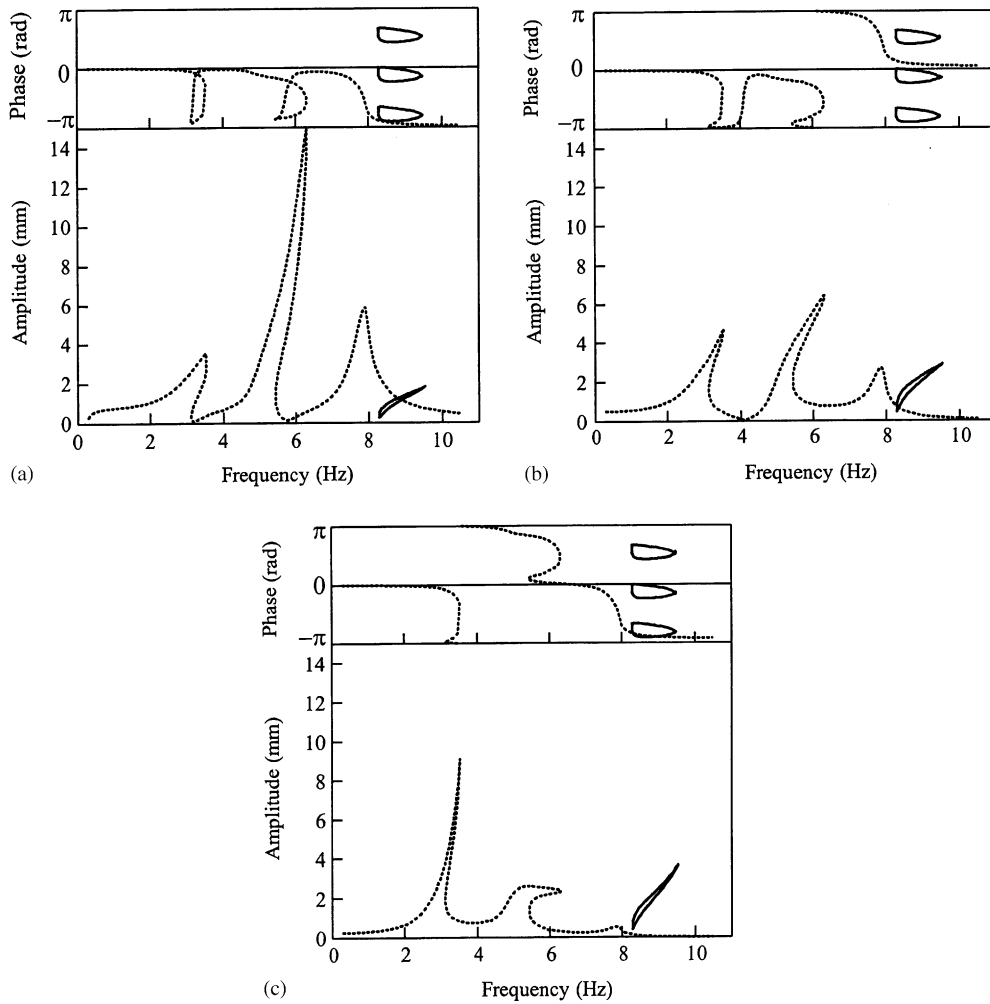 π
0
−π
Phase (rad)
14
12
10
8
6
4
2
0
Amplitude (mm)
0 2 4 6 8 10
Frequency (Hz)
(a)
π
0
−π
Phase (rad)
14
12
10
8
6
4
2
0
Amplitude (mm)
0 2 4 6 8 10
Frequency (Hz)
(b)
π
0
−π
Phase (rad)
14
12
10
8
6
4
2
0
Amplitude (mm)
0 2 4 6 8 10
Frequency (Hz)
(c)